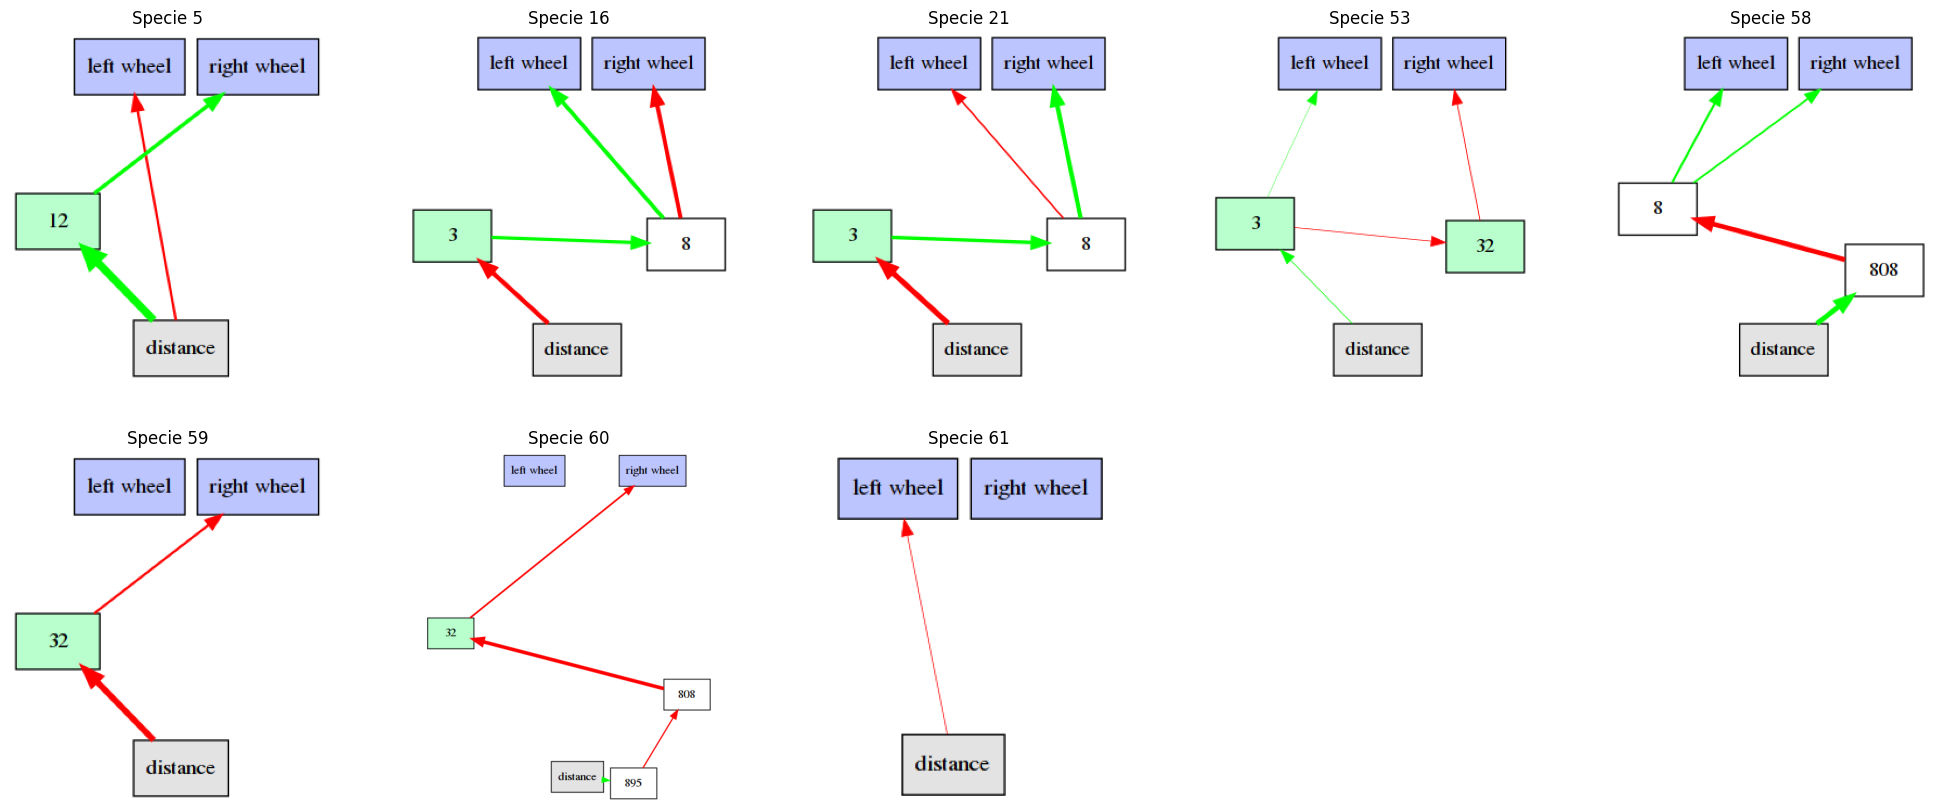 Specie 5
left wheel
right wheel
12
distance
Specie 16
left wheel
right wheel
3
8
distance
Specie 21
left wheel
right wheel
3
8
distance
Specie 53
left wheel
right wheel
3
32
distance
Specie 58
left wheel
right wheel
8
808
distance
Specie 59
left wheel
right wheel
32
distance
Specie 60
left wheel
right wheel
32
808
distance
895
Specie 61
left wheel
right wheel
distance